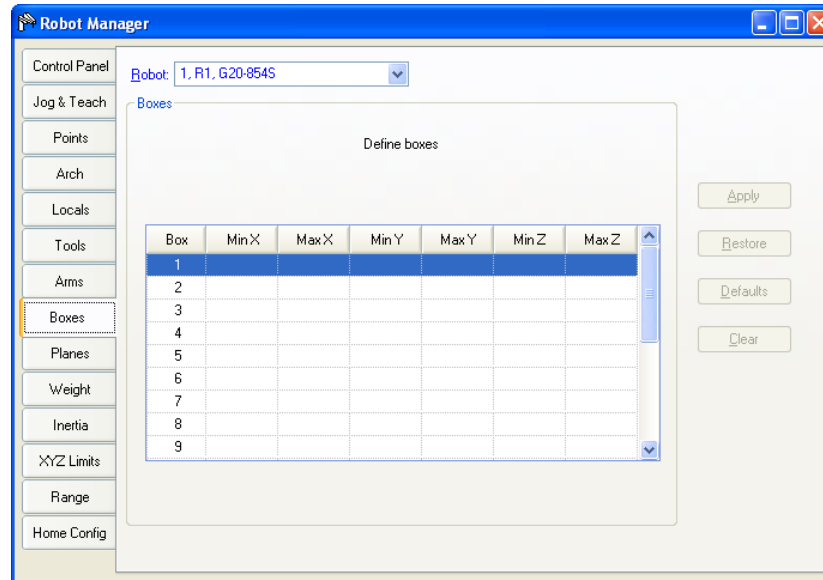 Robot Manager
Control Panel
Jog & Teach
Points
Arch
Locals
Tools
Arms
Boxes
Planes
Weight
Inertia
XYZ Limits
Range
Home Config
Robot: 1, R1, G20-854S
Boxes
Define boxes
Box Min X Max X Min Y Max Y Min Z Max Z
1
2
3
4
5
6
7
8
9
Apply
Restore
Defaults
Clear